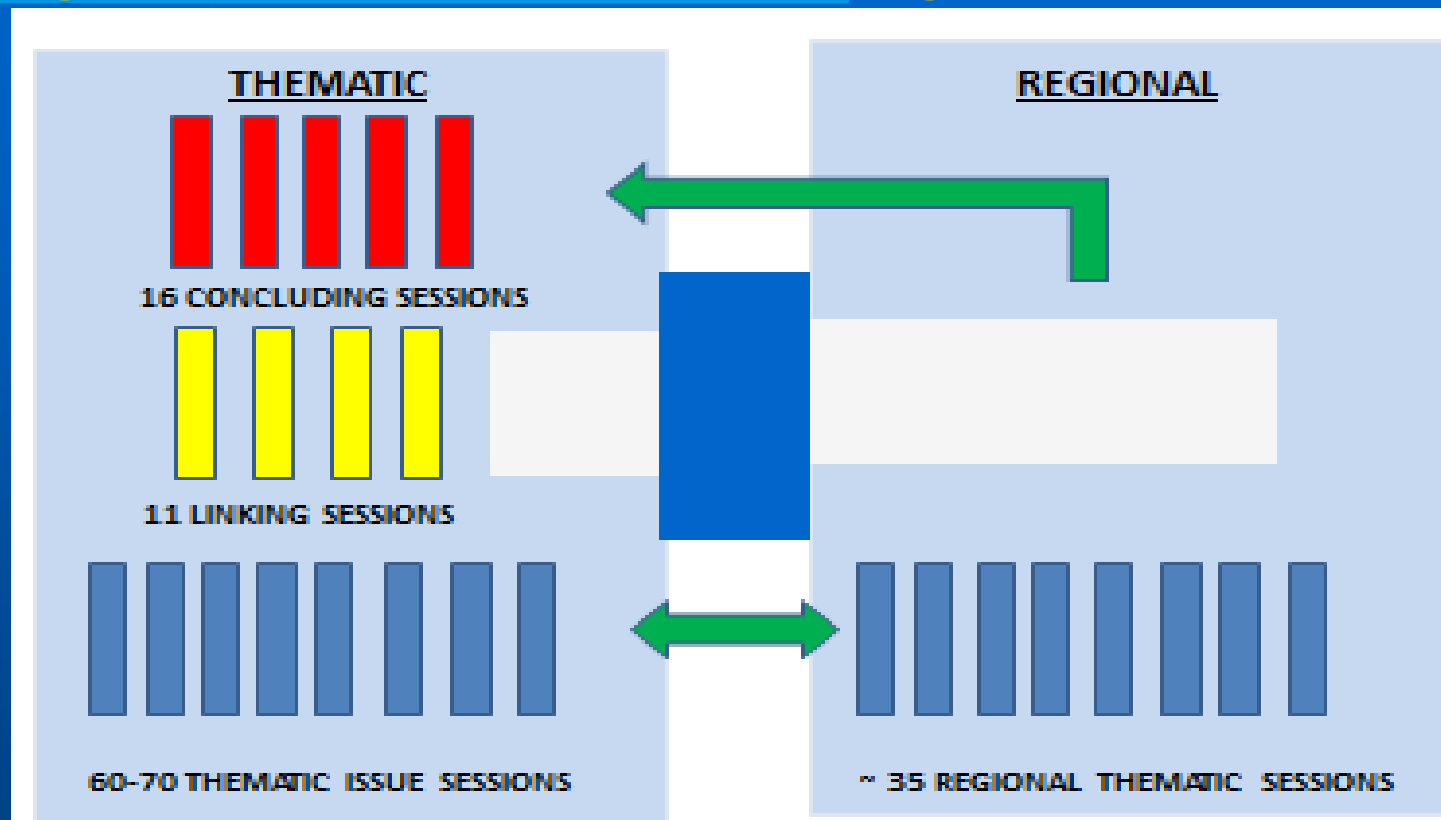 THEMATIC
16 CONCLUDING SESSIONS
11 LINKING SESSIONS
60-70 THEMATIC ISSUE SESSIONS
REGIONAL
~ 35 REGIONAL THEMATIC SESSIONS